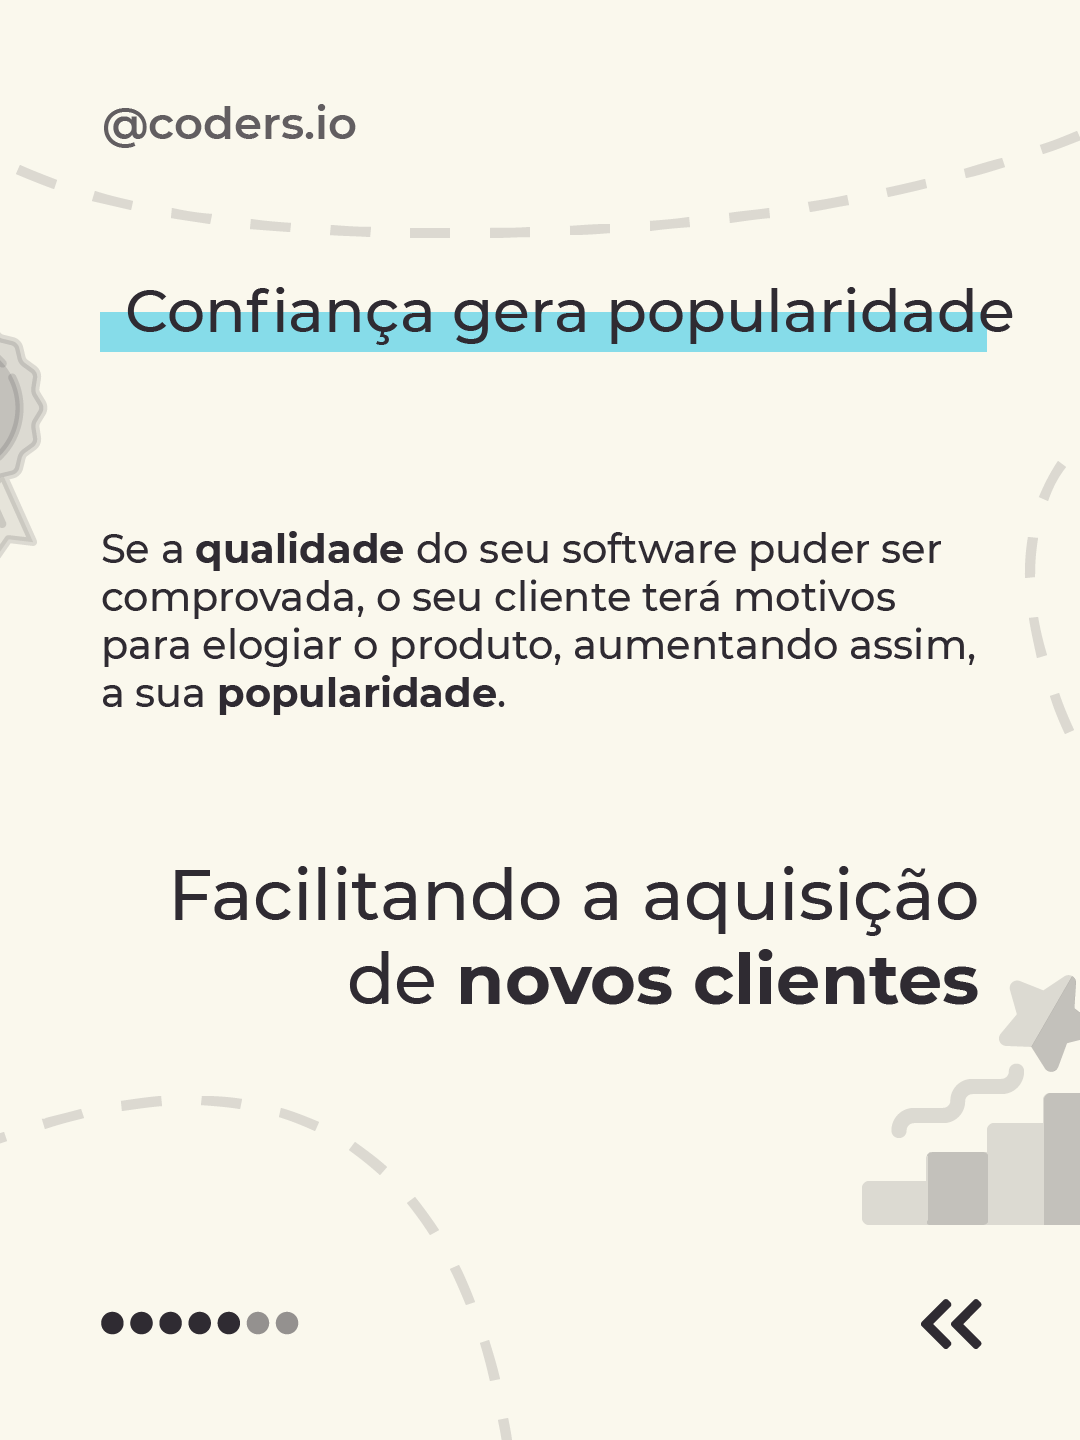 @coders.io
Confiança gera popularidade
Se a qualidade do seu software puder ser
comprovada, o seu cliente terá motivos
para elogiar o produto, aumentando assim,
a sua popularidade.
Facilitando a aquisição
de novos clientes